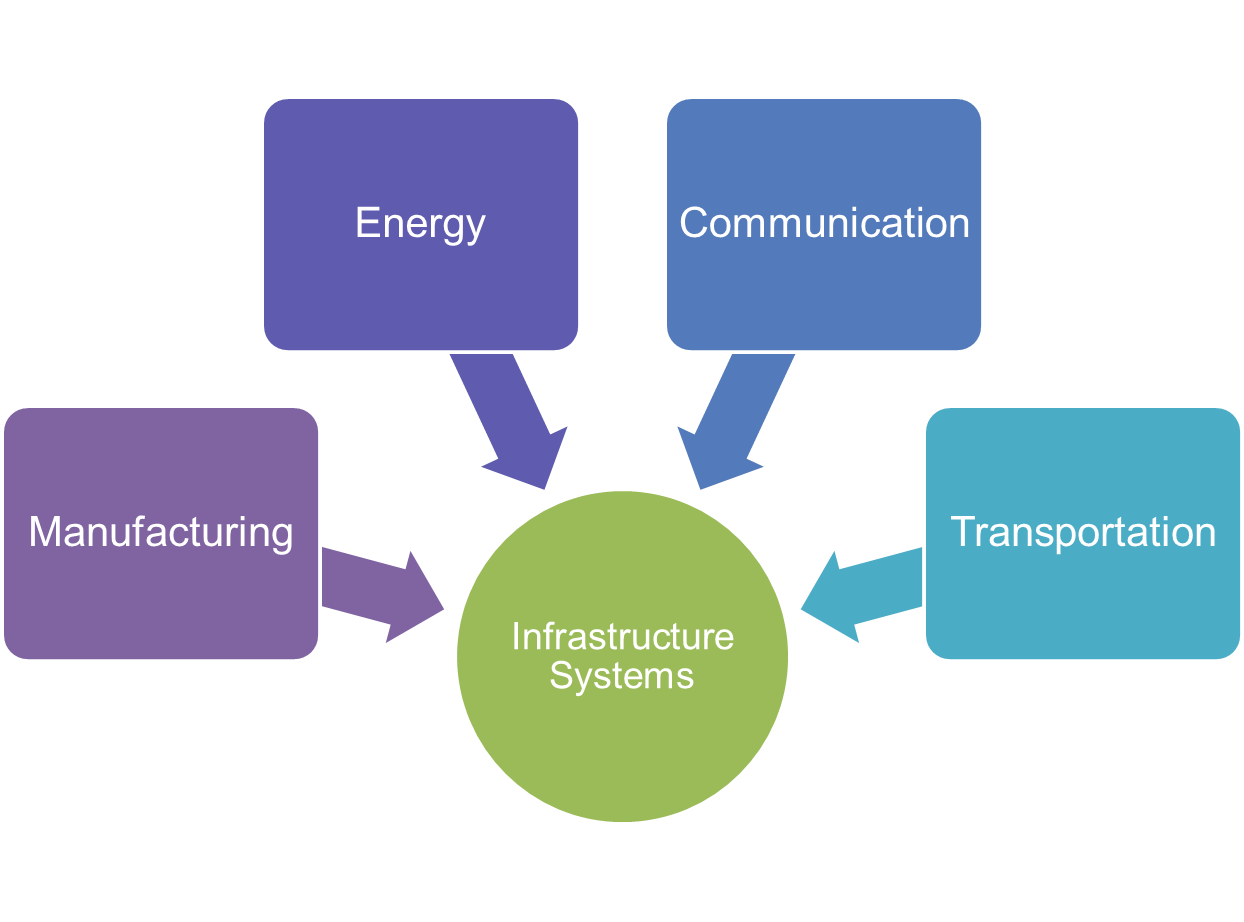 Energy
Communication
Manufacturing
Transportation
Infrastructure
Systems